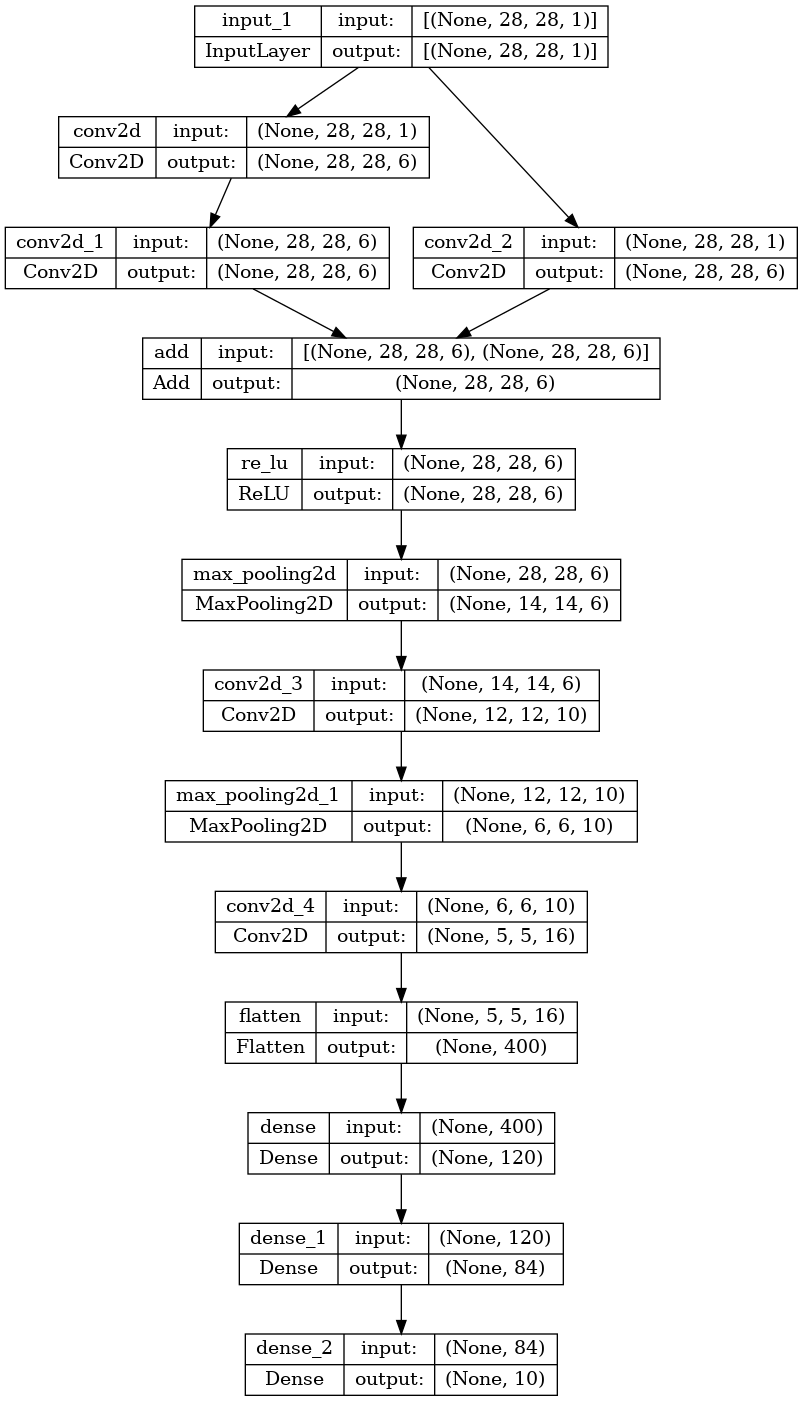 input_1 input: [(None, 28, 28, 1)]
InputLayer output: [(None, 28, 28, 1)]
conv2d input: (None, 28, 28, 1)
Conv2D output: (None, 28, 28, 6)
conv2d_1 input: (None, 28, 28, 6)
Conv2D output: (None, 28, 28, 6)
conv2d_2 input: (None, 28, 28, 1)
Conv2D output: (None, 28, 28, 6)
add input: [(None, 28, 28, 6), (None, 28, 28, 6)]
Add output: (None, 28, 28, 6)
re_lu input: (None, 28, 28, 6)
ReLU output: (None, 28, 28, 6)
max_pooling2d input: (None, 28, 28, 6)
MaxPooling2D output: (None, 14, 14, 6)
conv2d_3 input: (None, 14, 14, 6)
Conv2D output: (None, 12, 12, 10)
max_pooling2d_1 input: (None, 12, 12, 10)
MaxPooling2D output: (None, 6, 6, 10)
conv2d_4 input: (None, 6, 6, 10)
Conv2D output: (None, 5, 5, 16)
flatten input: (None, 5, 5, 16)
Flatten output: (None, 400)
dense input: (None, 400)
Dense output: (None, 120)
dense_1 input: (None, 120)
Dense output: (None, 84)
dense_2 input: (None, 84)
Dense output: (None, 10)